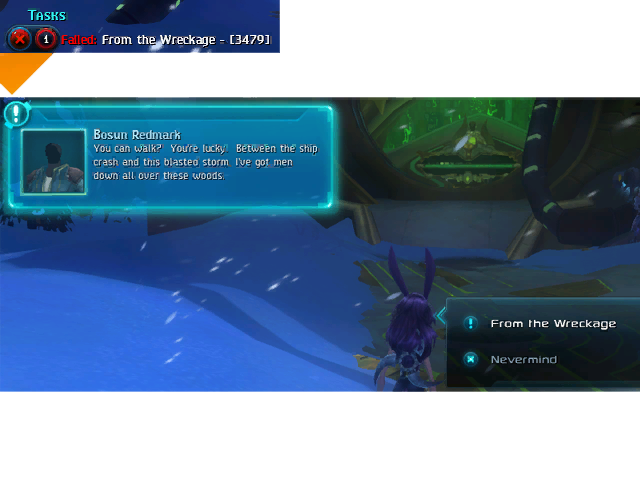 TASKS
1 Failed: From the Wreckage - [3479]
Bosun Redmark
You can walk? You're lucky. Between the ship
crash and this blasted storm, I've got men
down all over these woods.
From the Wreckage
Nevermind